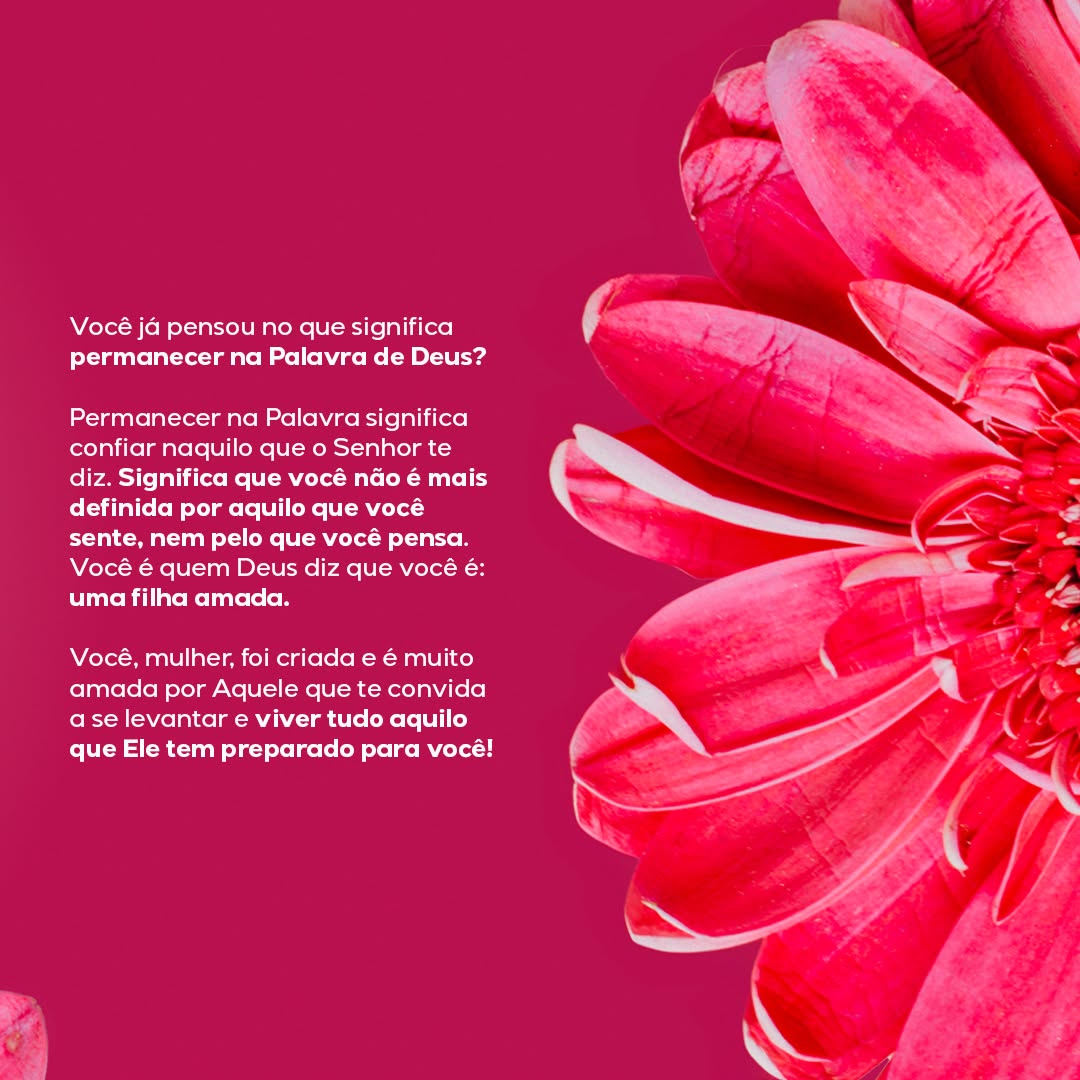 Você já pensou no que significa
permanecer na Palavra de Deus?
Permanecer na Palavra significa
confiar naquilo que o Senhor te
diz. Significa que você não é mais
definida por aquilo que você
sente, nem pelo que você pensa.
Você é quem Deus diz que você é:
uma filha amada.
Você, mulher, foi criada e é muito
amada por Aquele que te convida
a se levantar e viver tudo aquilo
que Ele tem preparado para você!